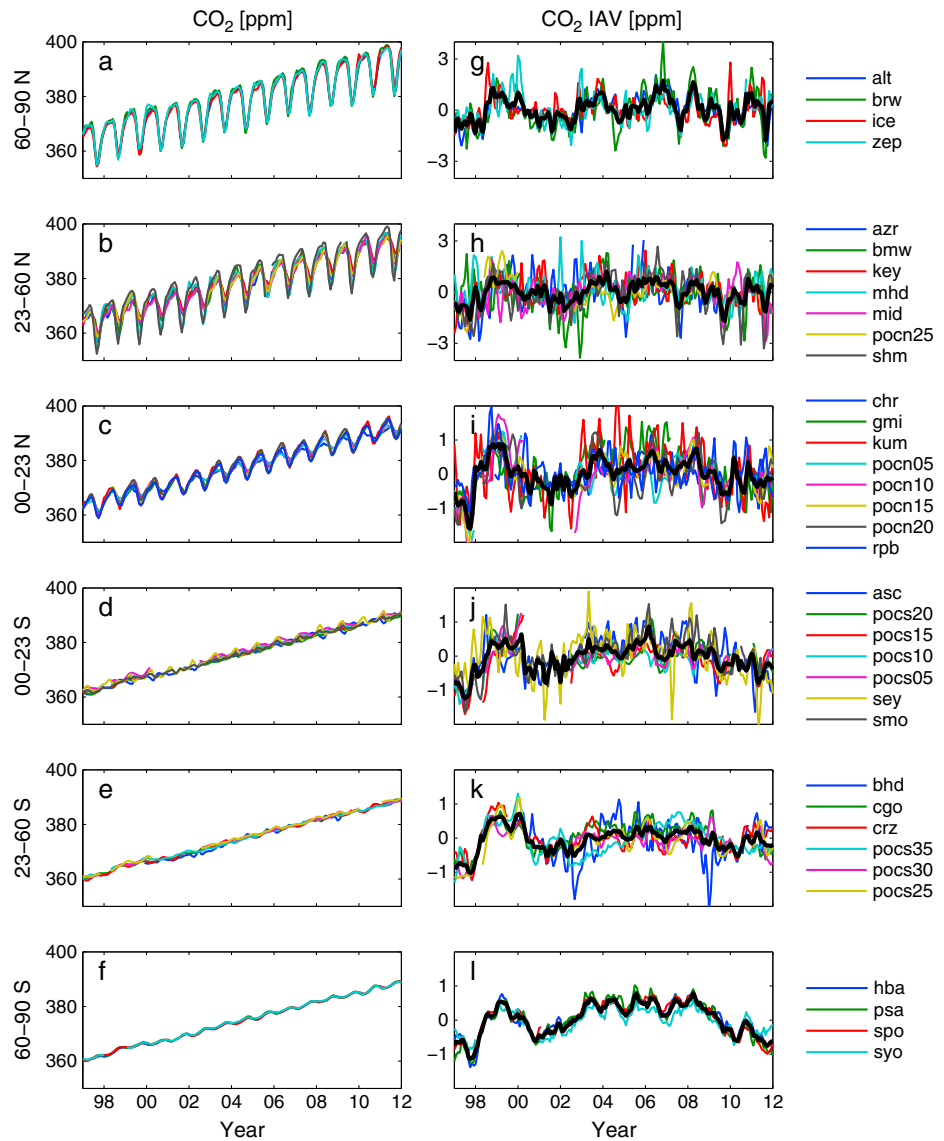 CO2 [ppm]
CO2 IAV [ppm]
60–90 N
400
380
360
a
3
0
−3
g
alt
brw
ice
zep
23–60 N
400
380
360
b
3
0
−3
h
azr
bmw
key
mhd
mid
pocn25
shm
00–23 N
400
380
360
c
1
0
−1
i
chr
gmi
kum
pocn05
pocn10
pocn15
pocn20
rpb
00–23 S
400
380
360
d
1
0
−1
j
asc
pocs20
pocs15
pocs10
pocs05
sey
smo
23–60 S
400
380
360
e
1
0
−1
k
bhd
cgo
crz
pocs35
pocs30
pocs25
60–90 S
400
380
360
f
1
0
−1
l
hba
psa
spo
syo
98 00 02 04 06 08 10 12
98 00 02 04 06 08 10 12
Year
Year